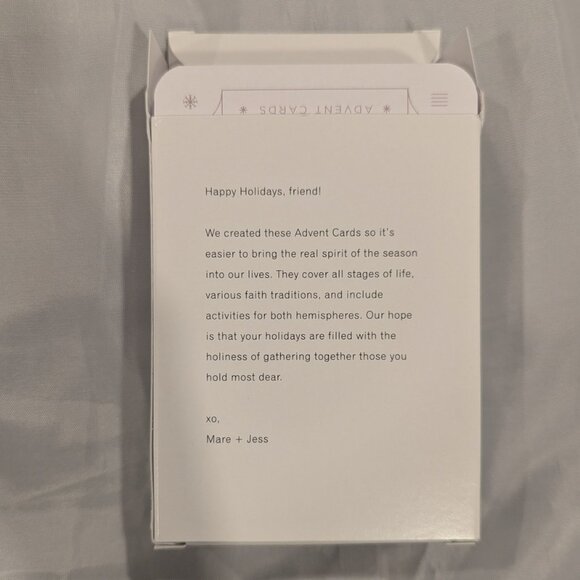 * ADVENT CARDS *
Happy Holidays, friend!
We created these Advent Cards so it's
easier to bring the real spirit of the season
into our lives. They cover all stages of life,
various faith traditions, and include
activities for both hemispheres. Our hope
is that your holidays are filled with the
holiness of gathering together those you
hold most dear.
xo,
Mare + Jess